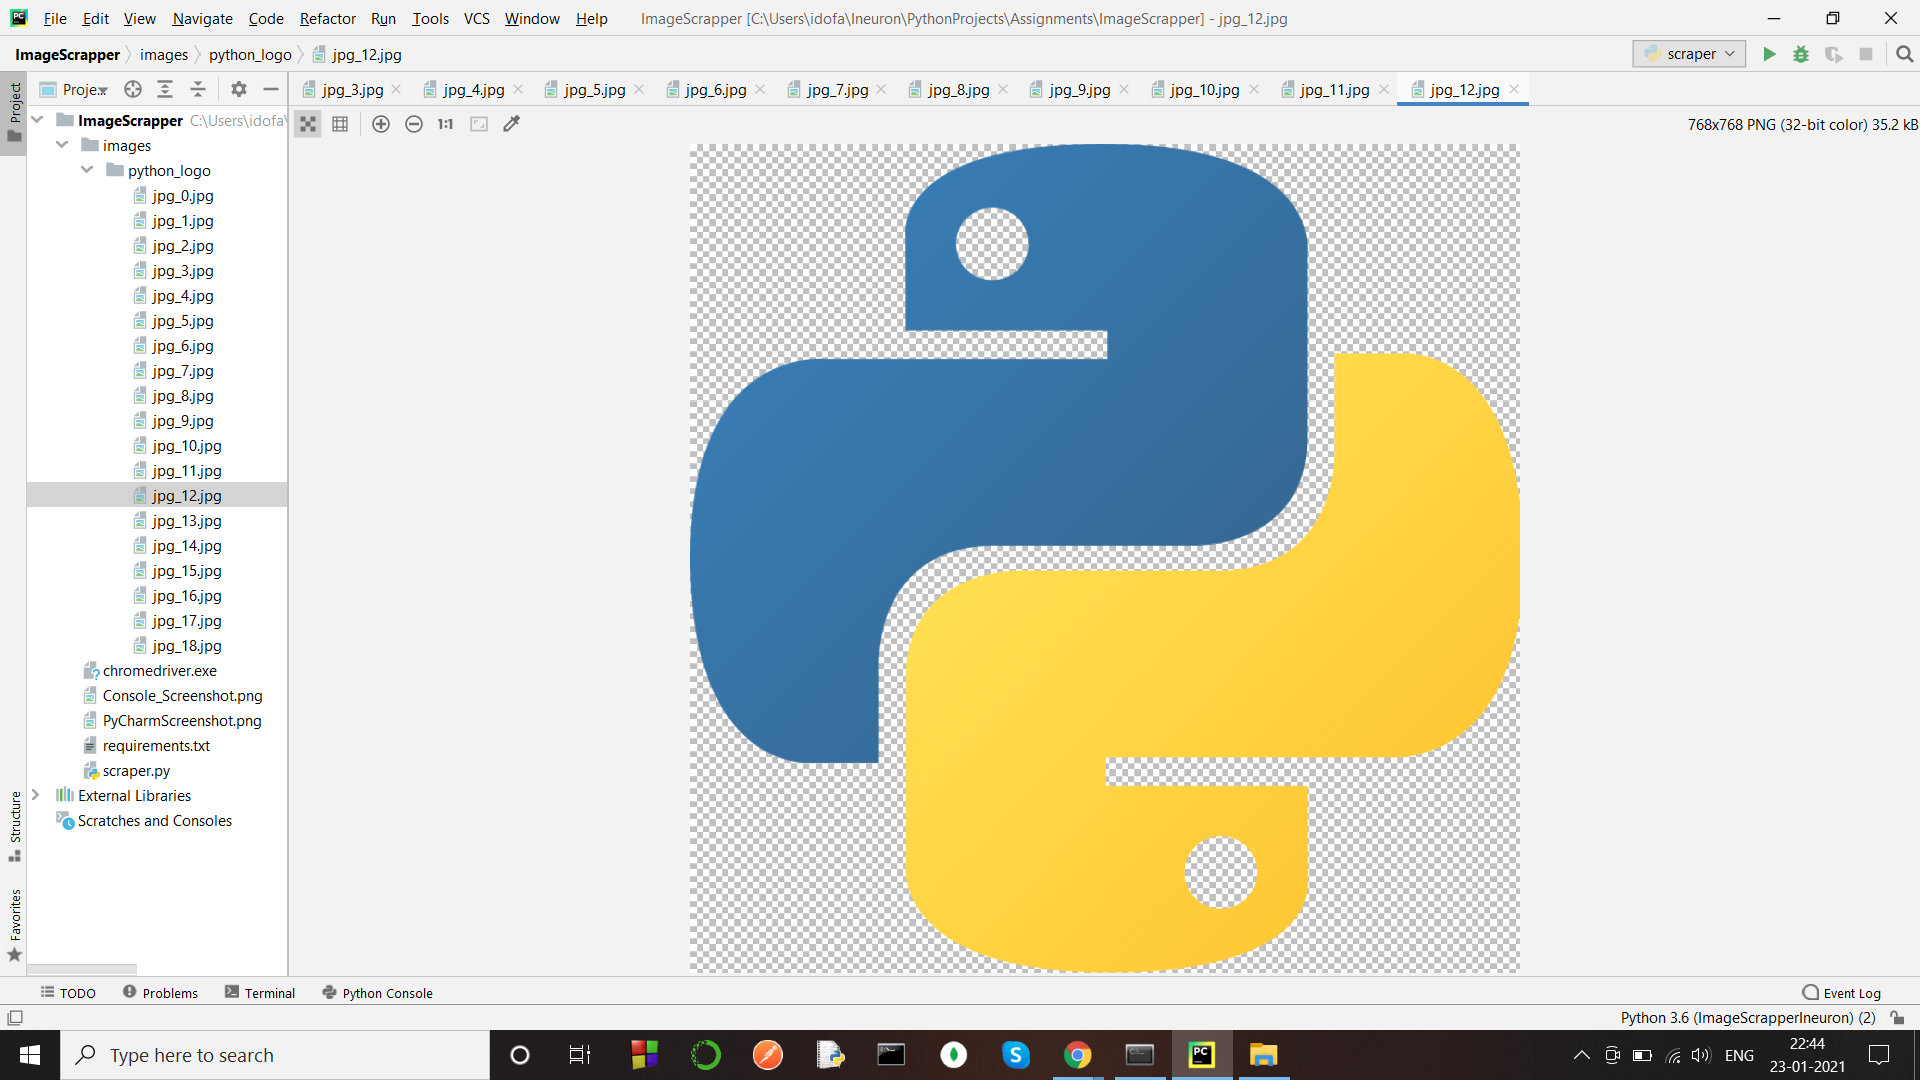 File Edit View Navigate Code Refactor Run Tools VCS Window Help ImageScrapper [C:\Users\idofa\Ineuron\PythonProjects\Assignments\ImageScrapper] - jpg_12.jpg
ImageScrapper images python_logo jpg_12.jpg scraper
Proje... jpg_3.jpg jpg_4.jpg jpg_5.jpg jpg_6.jpg jpg_7.jpg jpg_8.jpg jpg_9.jpg jpg_10.jpg jpg_11.jpg jpg_12.jpg
1:1 768x768 PNG (32-bit color) 35.2 kB
Project
ImageScrapper C:\Users\idofa\
images
python_logo
jpg_0.jpg
jpg_1.jpg
jpg_2.jpg
jpg_3.jpg
jpg_4.jpg
jpg_5.jpg
jpg_6.jpg
jpg_7.jpg
jpg_8.jpg
jpg_9.jpg
jpg_10.jpg
jpg_11.jpg
jpg_12.jpg
jpg_13.jpg
jpg_14.jpg
jpg_15.jpg
jpg_16.jpg
jpg_17.jpg
jpg_18.jpg
chromedriver.exe
Console_Screenshot.png
PyCharmScreenshot.png
requirements.txt
scraper.py
External Libraries
Scratches and Consoles
Structure
Favorites
TODO Problems Terminal Python Console Event Log
Python 3.6 (ImageScrapperIneuron) (2)
Type here to search
ENG
22:44
23-01-2021